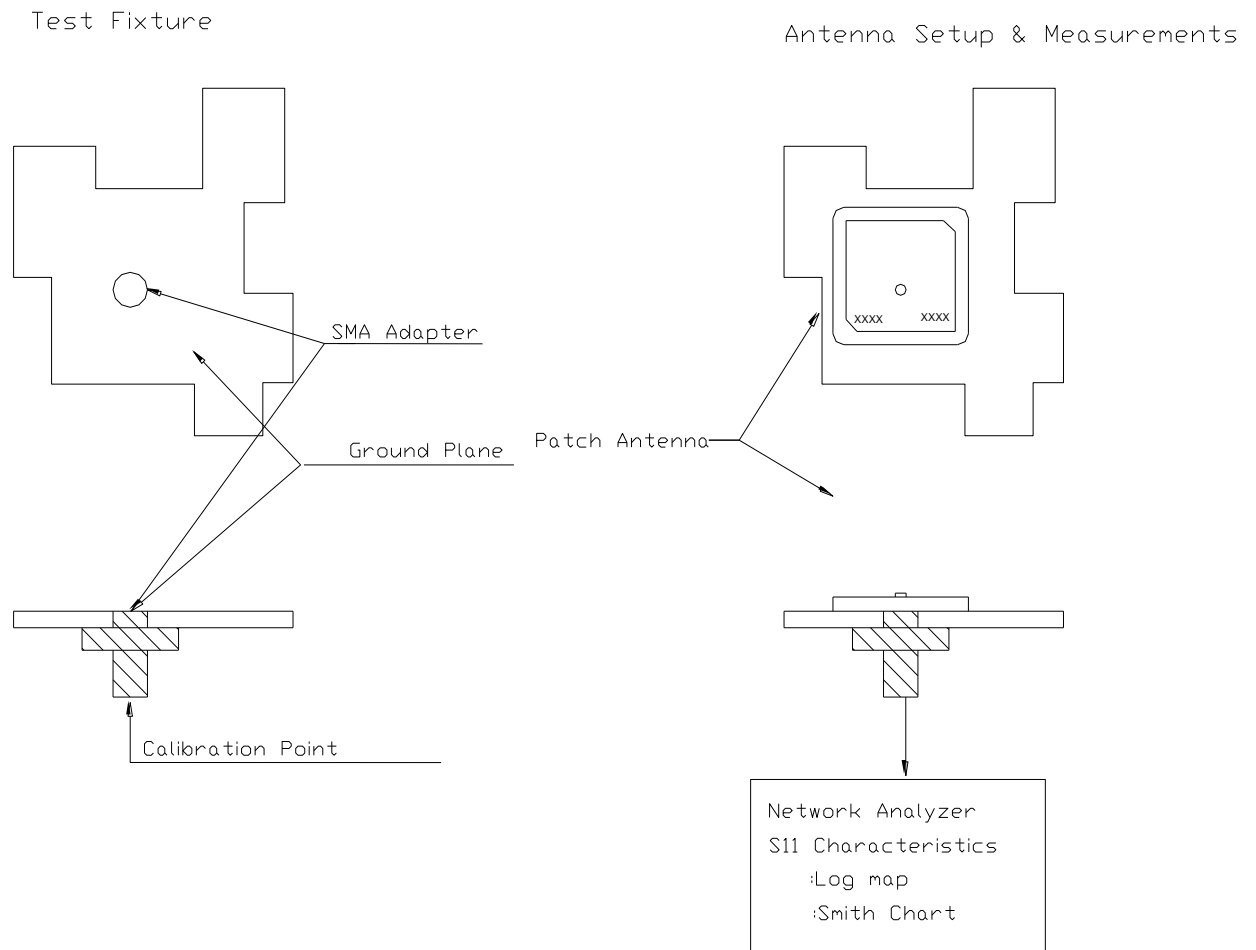 Test Fixture
Antenna Setup & Measurements
XXXX XXXX
SMA Adapter
Ground Plane
Patch Antenna
Calibration Point
Network Analyzer
S11 Characteristics
:Log map
:Smith Chart